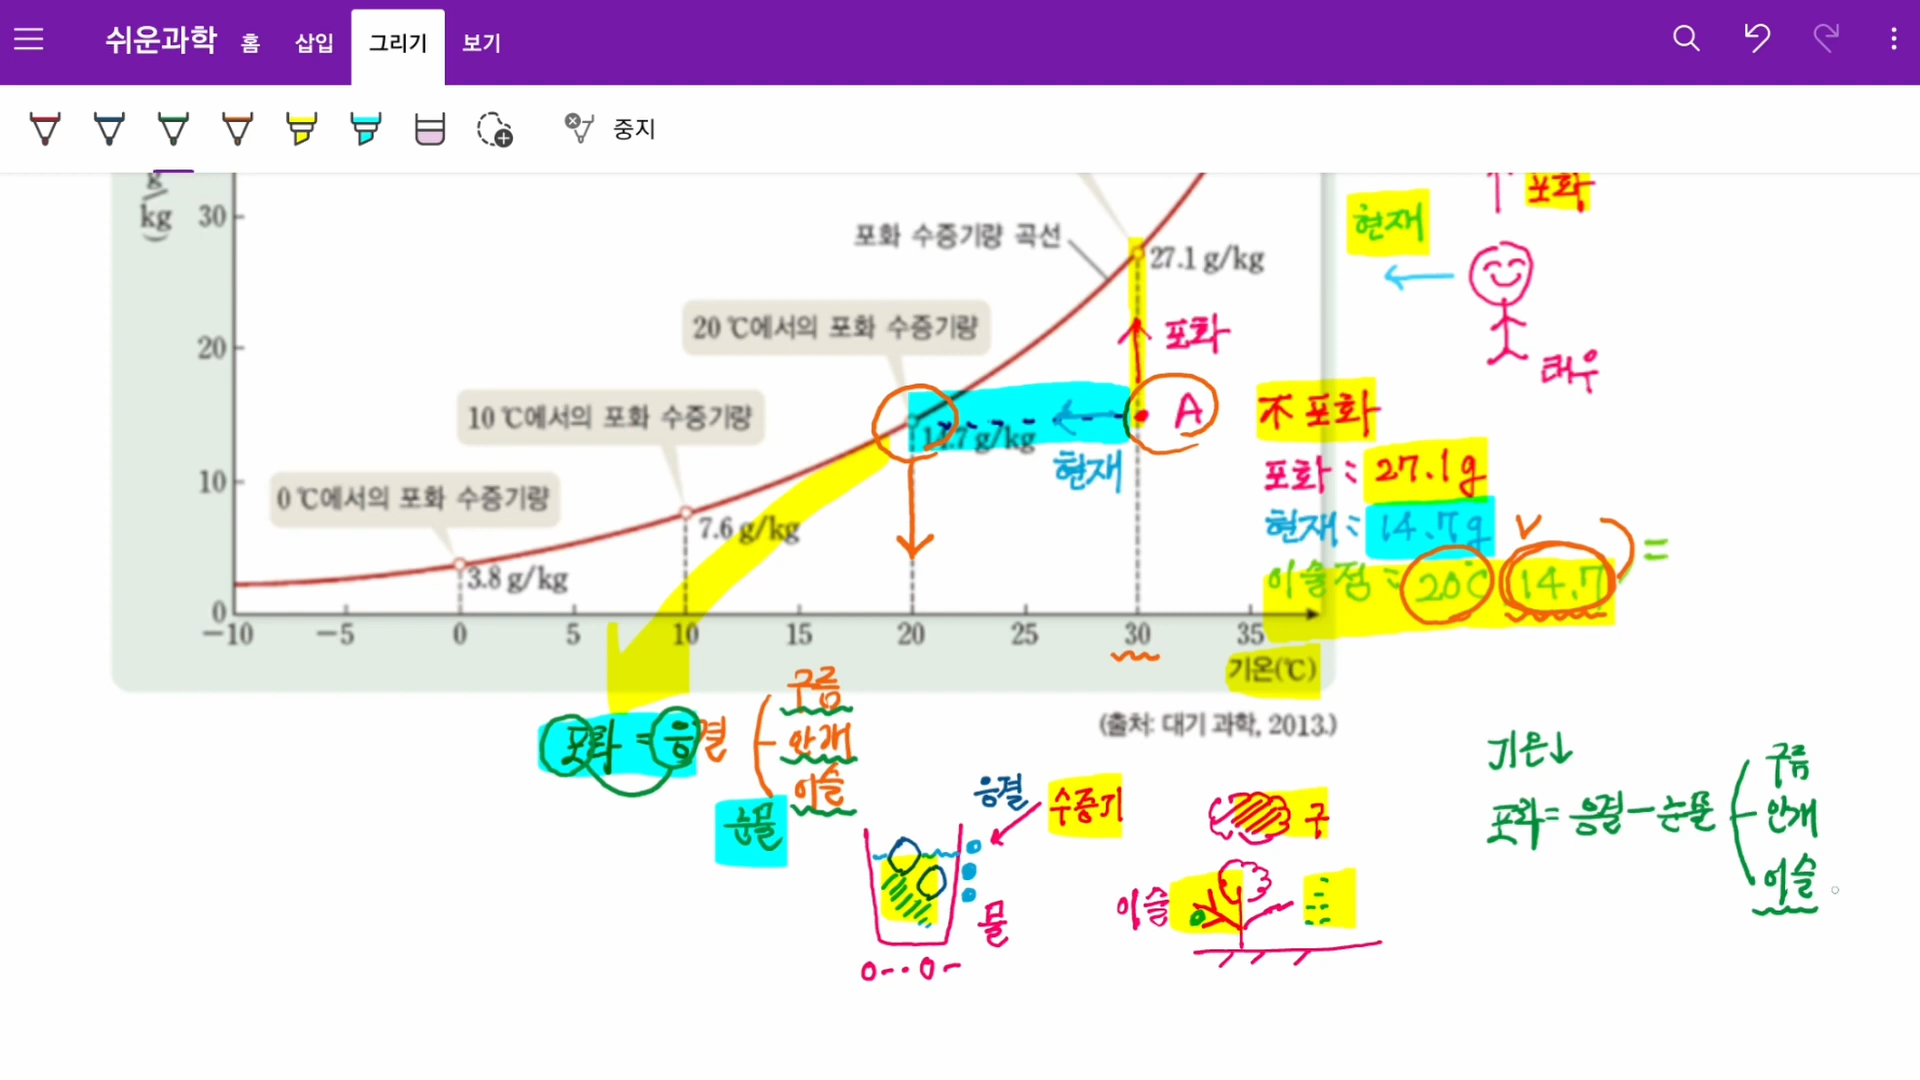 쉬운과학 홈 삽입 그리기 보기
중지
g/kg)
30
20
10
0
포화 수증기량 곡선
27.1 g/kg
20 ℃에서의 포화 수증기량
10 ℃에서의 포화 수증기량
14.7 g/kg
0 ℃에서의 포화 수증기량
7.6 g/kg
3.8 g/kg
-10 -5 0 5 10 15 20 25 30 35
기온(℃)
(출처: 대기 과학, 2013.)
포화
A
현재
↑ 포화
현재
태우
不포화
포화 : 27.1g
현재 : 14.7g
이슬점 : 20℃ 14.7 =
포화 = 응결
구름
안개
이슬
눈물
응결
수증기
물
구
이슬
기온↓
포화 = 응결 - 눈물
구름
안개
이슬